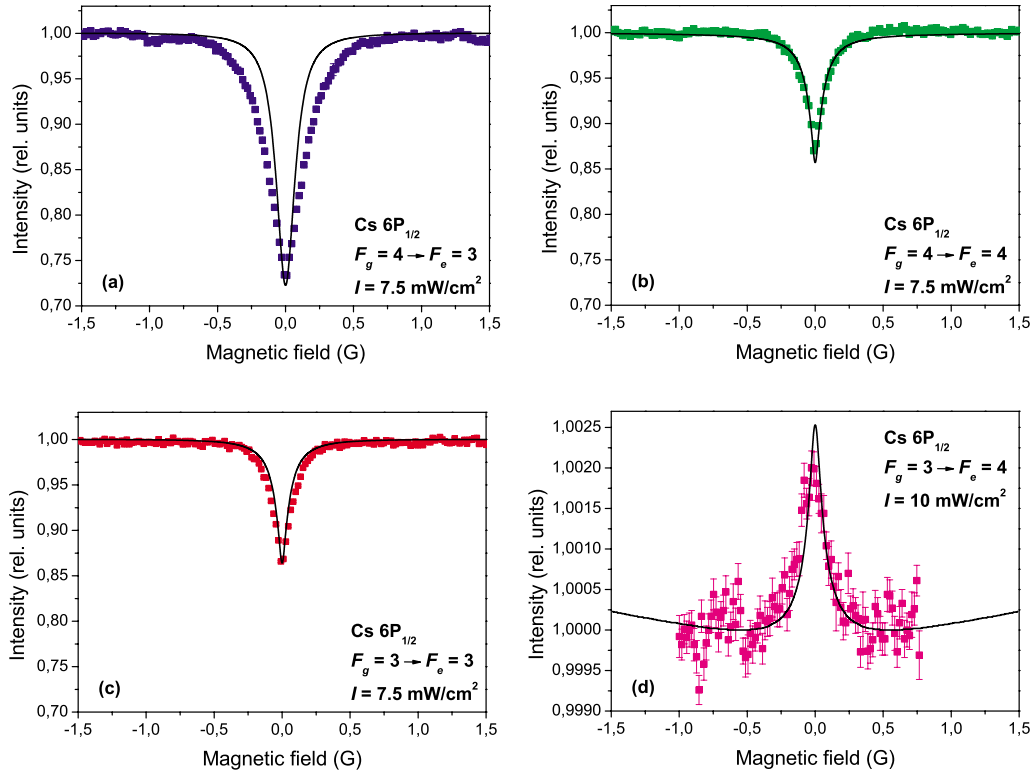 1,00
0,95
0,90
0,85
0,80
0,75
0,70
Intensity (rel. units)
Cs 6P1/2
Fg = 4 → Fe = 3
I = 7.5 mW/cm2
(a)
-1,5 -1,0 -0,5 0,0 0,5 1,0 1,5
Magnetic field (G)
1,00
0,95
0,90
0,85
0,80
0,75
0,70
Intensity (rel. units)
Cs 6P1/2
Fg = 4 → Fe = 4
I = 7.5 mW/cm2
(b)
-1,5 -1,0 -0,5 0,0 0,5 1,0 1,5
Magnetic field (G)
1,00
0,95
0,90
0,85
0,80
0,75
0,70
Intensity (rel. units)
Cs 6P1/2
Fg = 3 → Fe = 3
I = 7.5 mW/cm2
(c)
-1,5 -1,0 -0,5 0,0 0,5 1,0 1,5
Magnetic field (G)
1,0025
1,0020
1,0015
1,0010
1,0005
1,0000
0,9995
0,9990
Intensity (rel. units)
Cs 6P1/2
Fg = 3 → Fe = 4
I = 10 mW/cm2
(d)
-1,5 -1,0 -0,5 0,0 0,5 1,0 1,5
Magnetic field (G)